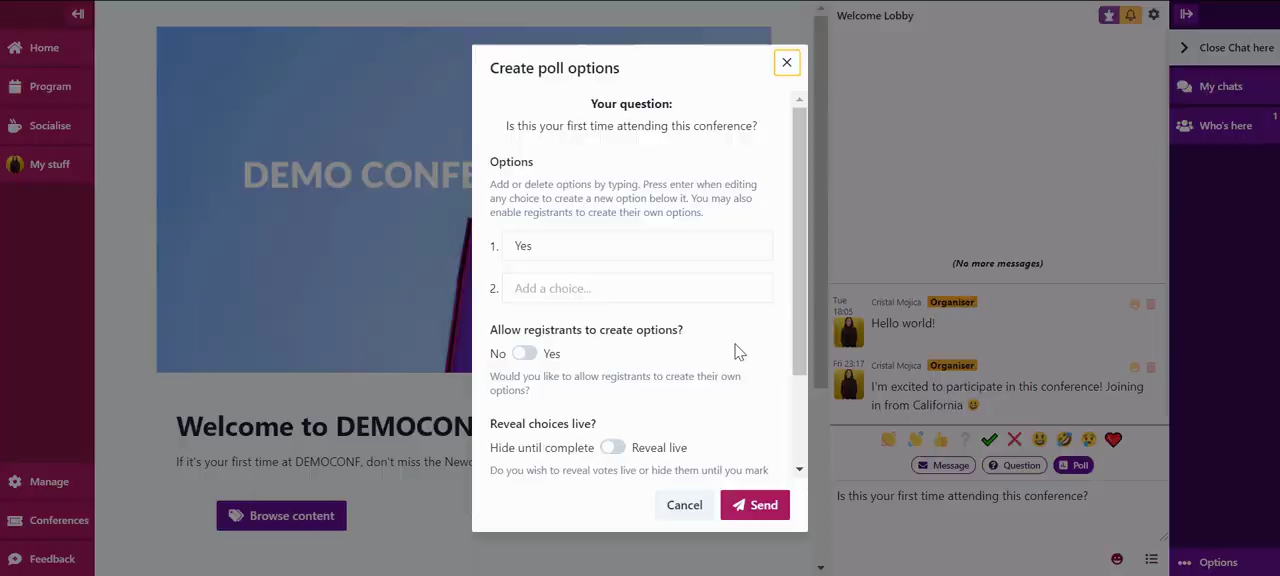 Home
Program
Socialise
My stuff
Manage
Conferences
Feedback
DEMO CONFE
Welcome to DEMOCON
If it's your first time at DEMOCONF, don't miss the Newc
Browse content
Create poll options
Your question:
Is this your first time attending this conference?
Options
Add or delete options by typing. Press enter when editing
any choice to create a new option below it. You may also
enable registrants to create their own options.
1. Yes
2. Add a choice...
Allow registrants to create options?
No Yes
Would you like to allow registrants to create their own
options?
Reveal choices live?
Hide until complete Reveal live
Do you wish to reveal votes live or hide them until you mark
Cancel Send
Welcome Lobby
(No more messages)
Tue
18:05
Cristal Mojica Organiser
Hello world!
Fri 23:17
Cristal Mojica Organiser
I'm excited to participate in this conference! Joining
in from California
Message Question Poll
Is this your first time attending this conference?
Close Chat here
My chats
Who's here 1
Options